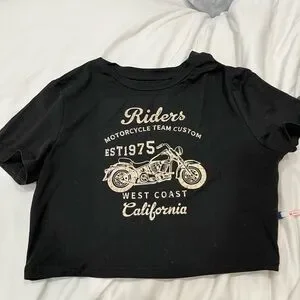 Riders
MOTORCYCLE TEAM CUSTOM
EST1975
WEST COAST
California